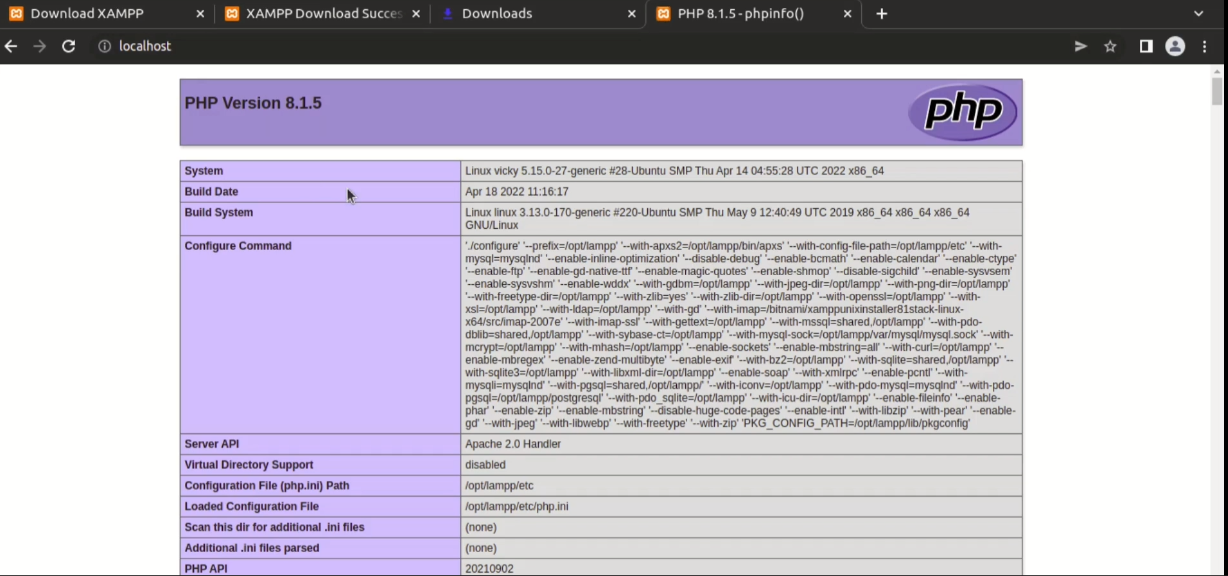 Download XAMPP
XAMPP Download Succes
Downloads
PHP 8.1.5 - phpinfo()
localhost
PHP Version 8.1.5
php
System Linux vicky 5.15.0-27-generic #28-Ubuntu SMP Thu Apr 14 04:55:28 UTC 2022 x86_64
Build Date Apr 18 2022 11:16:17
Build System Linux linux 3.13.0-170-generic #220-Ubuntu SMP Thu May 9 12:40:49 UTC 2019 x86_64 x86_64 x86_64
GNU/Linux
Configure Command './configure' '--prefix=/opt/lampp' '--with-apxs2=/opt/lampp/bin/apxs' '--with-config-file-path=/opt/lampp/etc' '--with-
mysql=mysqlnd' '--enable-inline-optimization' '--disable-debug' '--enable-bcmath' '--enable-calendar' '--enable-ctype'
'--enable-ftp' '--enable-gd-native-ttf' '--enable-magic-quotes' '--enable-shmop' '--disable-sigchild' '--enable-sysvsem'
'--enable-sysvshm' '--enable-wddx' '--with-gdbm=/opt/lampp' '--with-jpeg-dir=/opt/lampp' '--with-png-dir=/opt/lampp'
'--with-freetype-dir=/opt/lampp' '--with-zlib=yes' '--with-zlib-dir=/opt/lampp' '--with-openssl=/opt/lampp' '--with-
xsl=/opt/lampp' '--with-ldap=/opt/lampp' '--with-gd' '--with-imap=/bitnami/xamppunixinstaller81stack-linux-
x64/src/imap-2007e' '--with-imap-ssl' '--with-gettext=/opt/lampp' '--with-mssql=shared,/opt/lampp' '--with-pdo-
dblib=shared,/opt/lampp' '--with-sybase-ct=/opt/lampp' '--with-mysql-sock=/opt/lampp/var/mysql/mysql.sock' '--with-
mcrypt=/opt/lampp' '--with-mhash=/opt/lampp' '--enable-sockets' '--enable-mbstring=all' '--with-curl=/opt/lampp' '--
enable-mbregex' '--enable-zend-multibyte' '--enable-exif' '--with-bz2=/opt/lampp' '--with-sqlite=shared,/opt/lampp' '--
with-sqlite3=/opt/lampp' '--with-libxml-dir=/opt/lampp' '--enable-soap' '--with-xmlrpc' '--enable-pcntl' '--with-
mysqli=mysqlnd' '--with-pgsql=shared,/opt/lampp/' '--with-iconv=/opt/lampp' '--with-pdo-mysql=mysqlnd' '--with-pdo-
pgsql=/opt/lampp/postgresql' '--with-pdo_sqlite=/opt/lampp' '--with-icu-dir=/opt/lampp' '--enable-fileinfo' '--enable-
phar' '--enable-zip' '--enable-mbstring' '--disable-huge-code-pages' '--enable-intl' '--with-libzip' '--with-pear' '--enable-
gd' '--with-jpeg' '--with-libwebp' '--with-freetype' '--with-zip' 'PKG_CONFIG_PATH=/opt/lampp/lib/pkgconfig'
Server API Apache 2.0 Handler
Virtual Directory Support disabled
Configuration File (php.ini) Path /opt/lampp/etc
Loaded Configuration File /opt/lampp/etc/php.ini
Scan this dir for additional .ini files (none)
Additional .ini files parsed (none)
PHP API 20210902